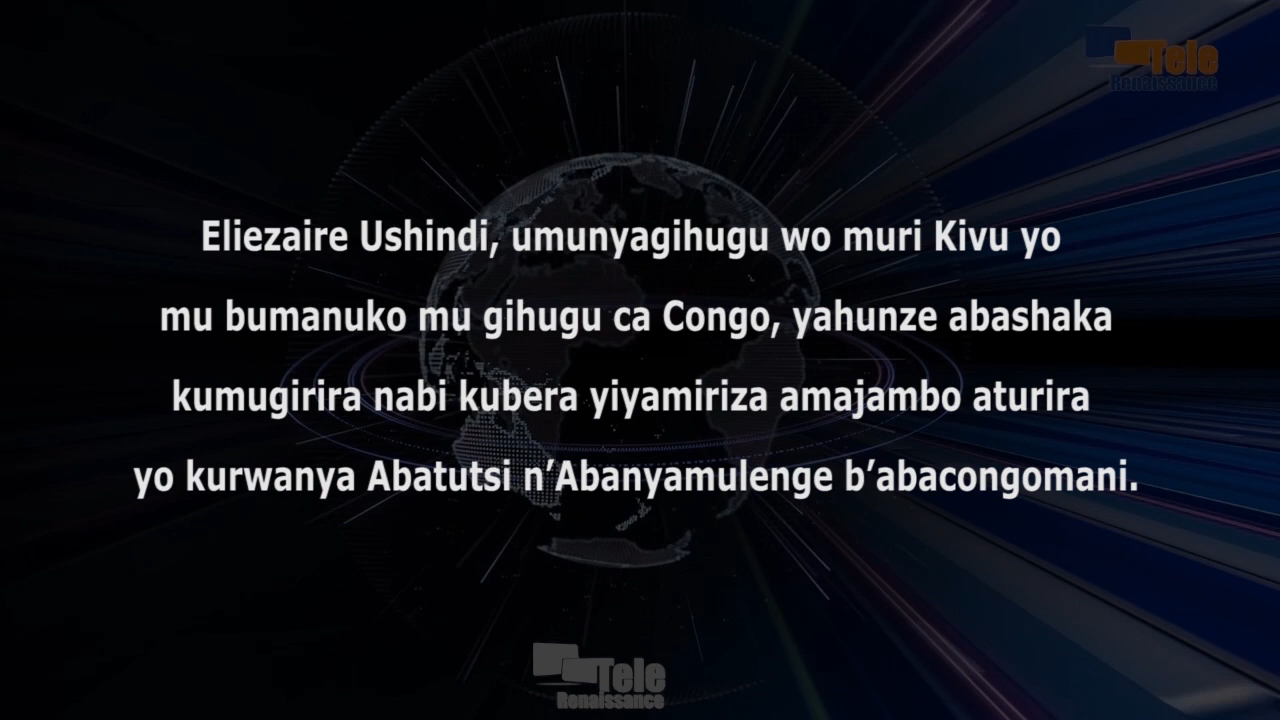 Tele
Renaissance
Eliezaire Ushindi, umunyagihugu wo muri Kivu yo
mu bumanuko mu gihugu ca Congo, yahunze abashaka
kumugirira nabi kubera yiyamiriza amajambo aturira
yo kurwanya Abatutsi n’Abanyamulenge b’abacongomani.
Tele
Renaissance